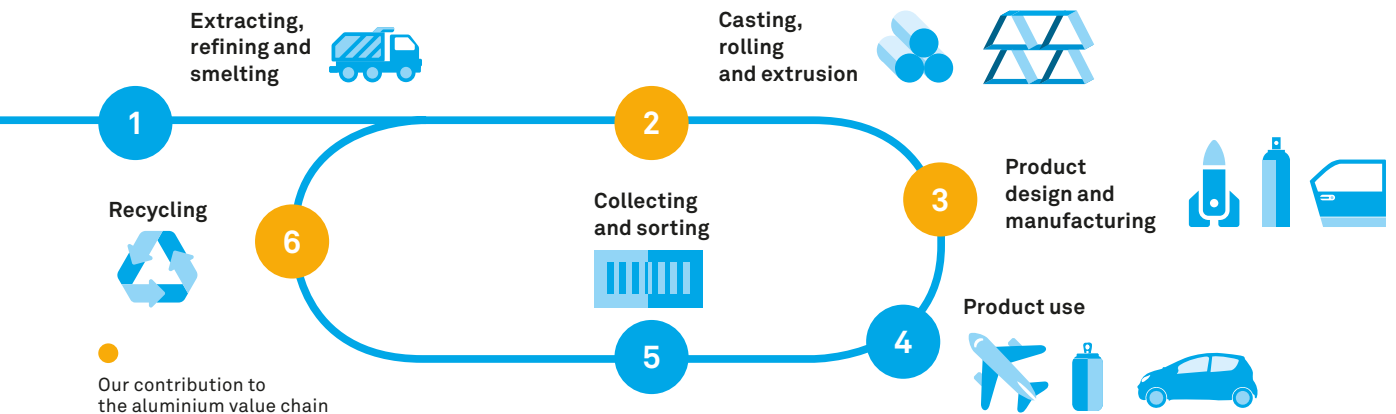 Extracting,
refining and
smelting
Casting,
rolling
and extrusion
1
2
Product
design and
manufacturing
3
Recycling
6
Collecting
and sorting
Product use
4
5
Our contribution to
the aluminium value chain